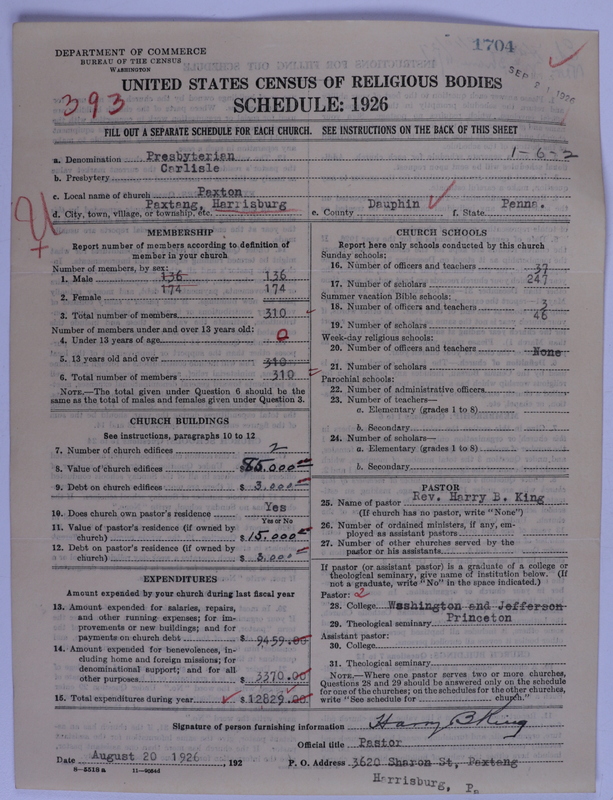 1704
SEP 21 1926
DEPARTMENT OF COMMERCE
BUREAU OF THE CENSUS
WASHINGTON
UNITED STATES CENSUS OF RELIGIOUS BODIES
393
SCHEDULE: 1926
FILL OUT A SEPARATE SCHEDULE FOR EACH CHURCH. SEE INSTRUCTIONS ON THE BACK OF THIS SHEET
1-6-2
a. Denomination Presbyterian
b. Presbytery Carlisle
c. Local name of church Paxton
d. City, town, village, or township, etc. Paxtang, Harrisburg e. County Dauphin f. State Penna.
MEMBERSHIP
Report number of members according to definition of
member in your church
Number of members, by sex:
1. Male 136 136
2. Female 174 174
3. Total number of members 310
Number of members under and over 13 years old:
4. Under 13 years of age 0
5. 13 years old and over 310
6. Total number of members 310
NOTE.—The total given under Question 6 should be the
same as the total of males and females given under Question 3.
CHURCH BUILDINGS
See instructions, paragraphs 10 to 12
7. Number of church edifices 2
8. Value of church edifices $85,000
9. Debt on church edifices $3,000
10. Does church own pastor's residence Yes
Yes or No
11. Value of pastor's residence (if owned by
church) $15,000
12. Debt on pastor's residence (if owned by
church) $3,000
EXPENDITURES
Amount expended by your church during last fiscal year
13. Amount expended for salaries, repairs,
and other running expenses; for im-
provements or new buildings; and for
payments on church debt $9459.00
14. Amount expended for benevolences, in-
cluding home and foreign missions; for
denominational support; and for all
other purposes 3370.00
15. Total expenditures during year $12829.00
CHURCH SCHOOLS
Report here only schools conducted by this church
Sunday schools:
16. Number of officers and teachers 37
17. Number of scholars 247
Summer vacation Bible schools:
18. Number of officers and teachers 3
19. Number of scholars 46
Week-day religious schools:
20. Number of officers and teachers None
21. Number of scholars
Parochial schools:
22. Number of administrative officers
23. Number of teachers—
a. Elementary (grades 1 to 8)
b. Secondary
24. Number of scholars—
a. Elementary (grades 1 to 8)
b. Secondary
PASTOR
25. Name of pastor Rev. Harry B. King
(If church has no pastor, write "None")
26. Number of ordained ministers, if any, em-
ployed as assistant pastors
27. Number of other churches served by the
pastor or his assistants
If pastor (or assistant pastor) is a graduate of a college or
theological seminary, give name of institution below. (If
not a graduate, write "No" in the space indicated.)
Pastor: 2
28. College Washington and Jefferson
29. Theological seminary Princeton
Assistant pastor:
30. College
31. Theological seminary
NOTE.—Where one pastor serves two or more churches,
Questions 28 and 29 should be answered only on the schedule
for one of the churches; on the schedules for the other churches,
write "See schedule for church."
Signature of person furnishing information Harry B King
Official title Pastor
Date August 20 1926, 192 P. O. Address 3620 Sharon St, Paxtang
8—5518 a 11—9054d
Harrisburg, Pa